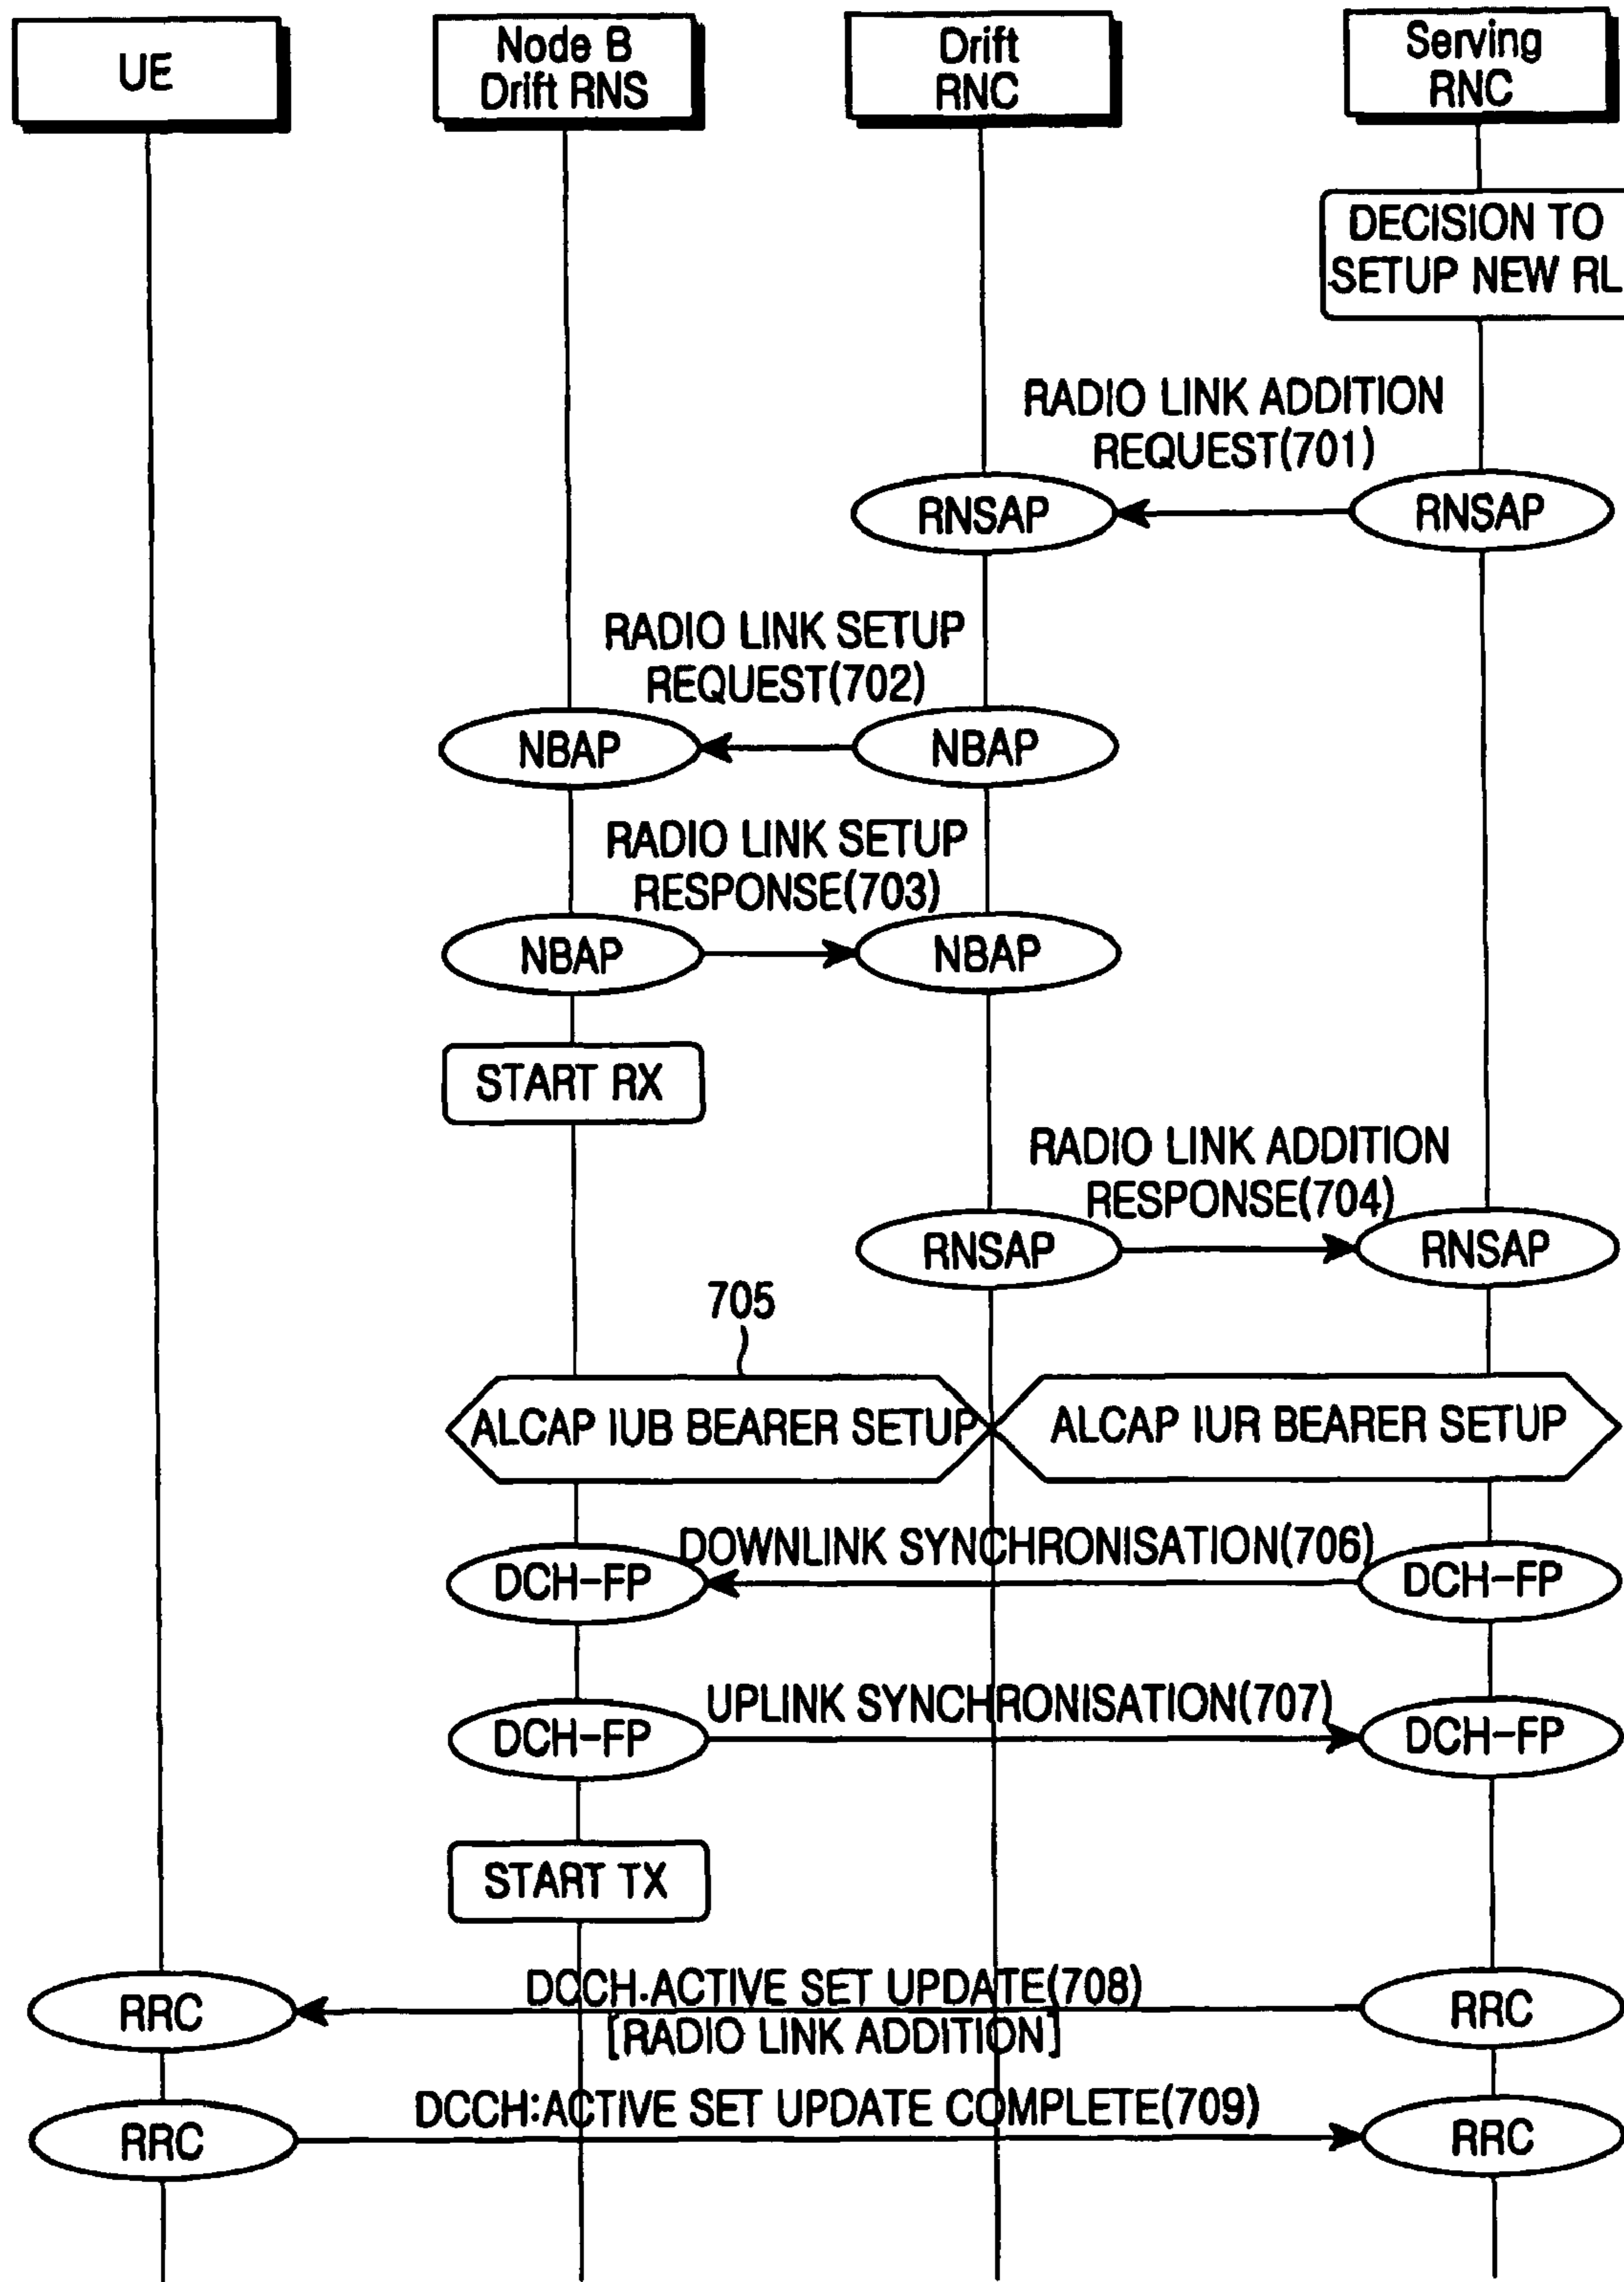 UE
Node B
Drift RNS
Drift
RNC
Serving
RNC
DECISION TO
SETUP NEW RL
RADIO LINK ADDITION
REQUEST(701)
RNSAP
RNSAP
RADIO LINK SETUP
REQUEST(702)
NBAP
NBAP
RADIO LINK SETUP
RESPONSE(703)
NBAP
NBAP
START RX
RADIO LINK ADDITION
RESPONSE(704)
RNSAP
RNSAP
705
ALCAP IUB BEARER SETUP
ALCAP IUR BEARER SETUP
DOWNLINK SYNCHRONISATION(706)
DCH-FP
DCH-FP
UPLINK SYNCHRONISATION(707)
DCH-FP
DCH-FP
START TX
DCCH:ACTIVE SET UPDATE(708)
RRC
RRC
[RADIO LINK ADDITION]
DCCH:ACTIVE SET UPDATE COMPLETE(709)
RRC
RRC